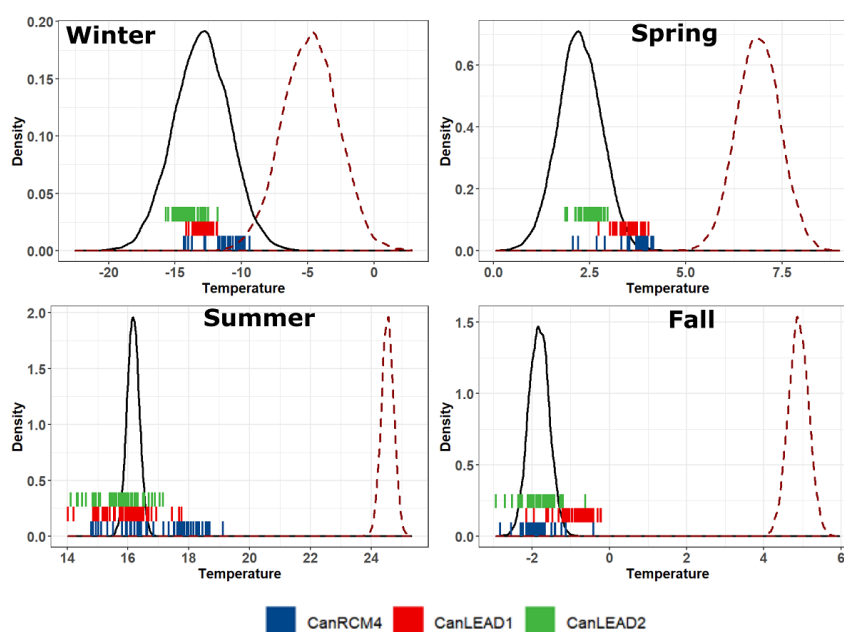 Winter
Density
0.20
0.15
0.10
0.05
0.00
-20 -15 -10 -5 0
Temperature
Spring
Density
0.6
0.4
0.2
0.0
0.0 2.5 5.0 7.5
Temperature
Summer
Density
2.0
1.5
1.0
0.5
0.0
14 16 18 20 22 24
Temperature
Fall
Density
1.5
1.0
0.5
0.0
-2 0 2 4 6
Temperature
CanRCM4 CanLEAD1 CanLEAD2